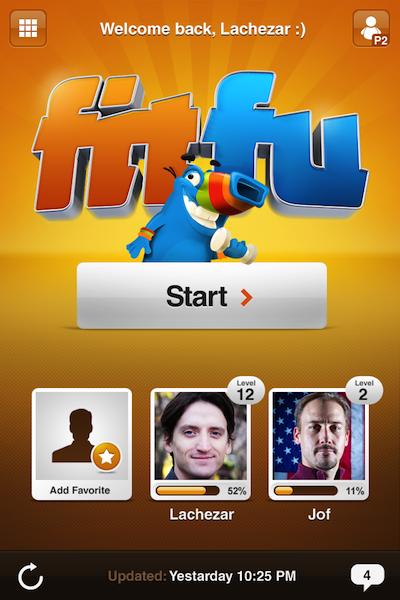 Welcome back, Lachezar :)
P2
fitfu
Start
Level
12
Level
2
Add Favorite
52%
11%
Lachezar
Jof
Updated: Yestarday 10:25 PM
4